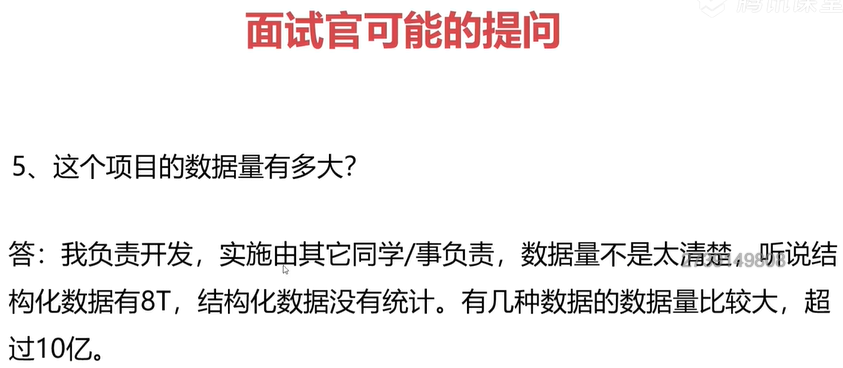 腾讯课堂
面试官可能的提问
5、这个项目的数据量有多大？
答：我负责开发，实施由其它同学/事负责，数据量不是太清楚，听说结
构化数据有8T，结构化数据没有统计。有几种数据的数据量比较大，超
过10亿。